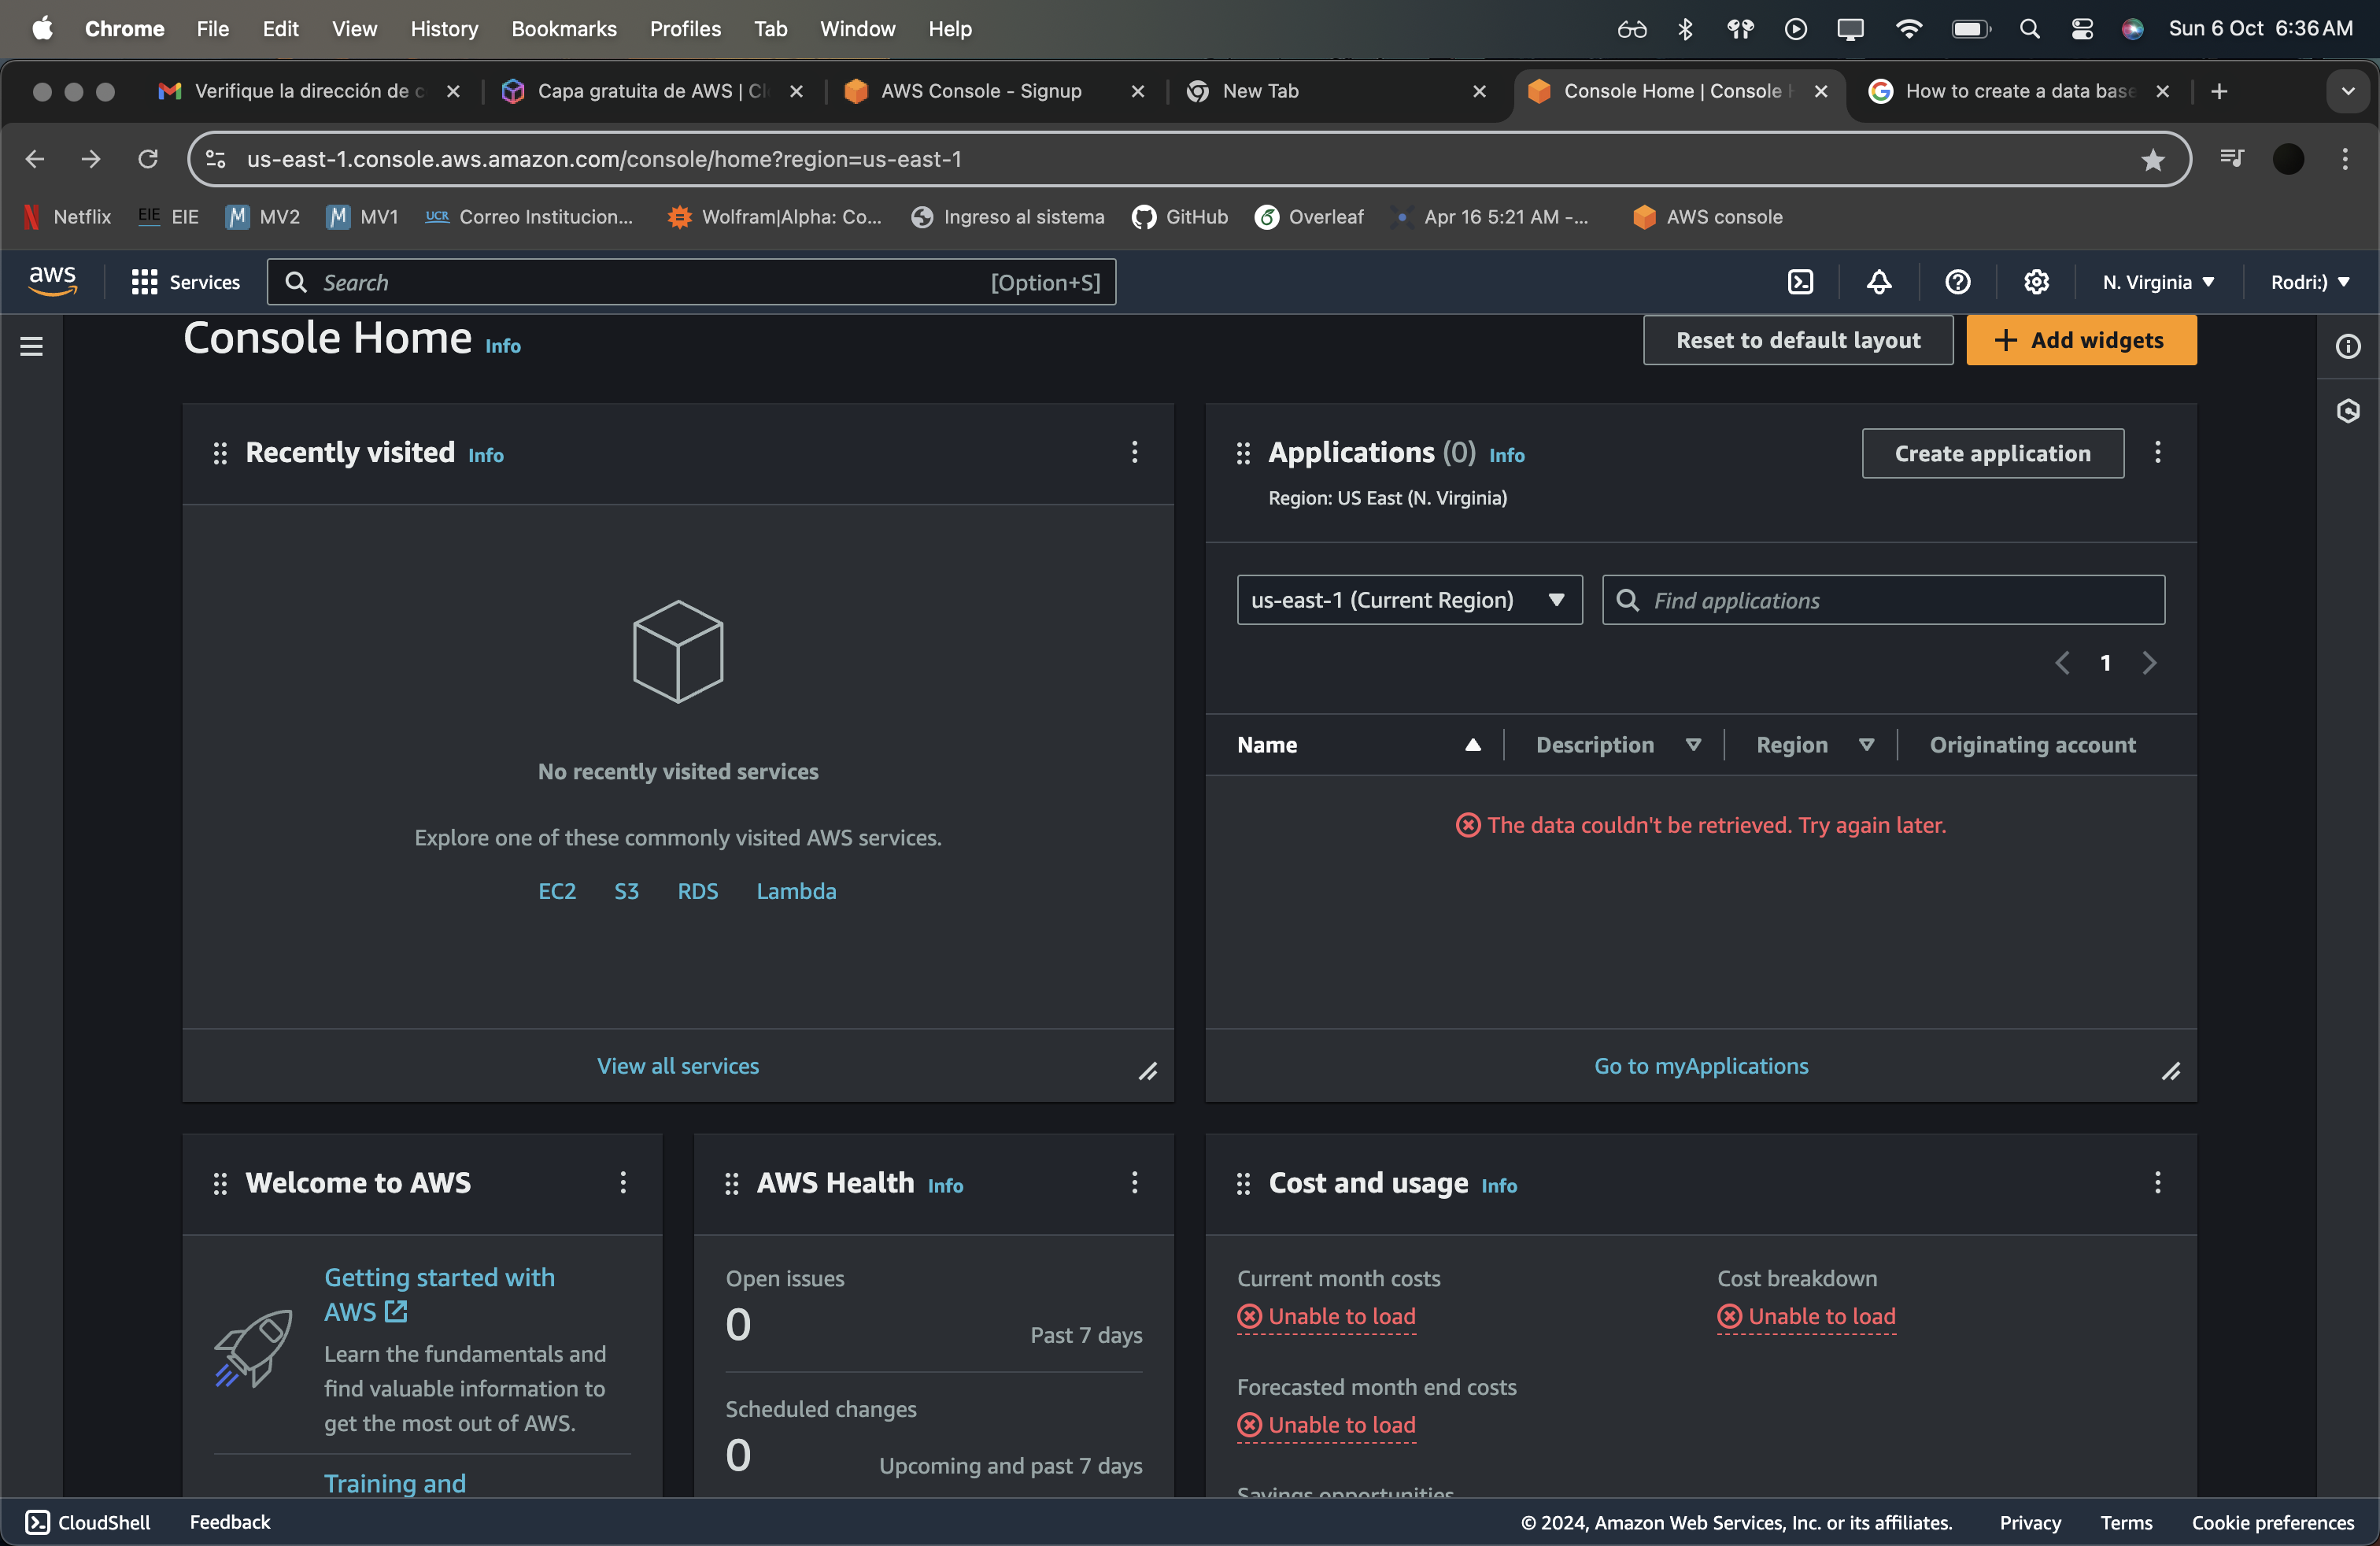 Chrome File Edit View History Bookmarks Profiles Tab Window Help Sun 6 Oct 6:36 AM
Verifique la dirección de c Capa gratuita de AWS | Cl AWS Console - Signup New Tab Console Home | Console H How to create a data base
us-east-1.console.aws.amazon.com/console/home?region=us-east-1
Netflix EIE EIE MV2 MV1 UCR Correo Institucion... Wolfram|Alpha: Co... Ingreso al sistema GitHub Overleaf Apr 16 5:21 AM -... AWS console
aws Services Search [Option+S] N. Virginia Rodri:)
Console Home Info Reset to default layout + Add widgets
Recently visited Info
No recently visited services
Explore one of these commonly visited AWS services.
EC2 S3 RDS Lambda
View all services
Applications (0) Info Create application
Region: US East (N. Virginia)
us-east-1 (Current Region) Find applications
1
Name Description Region Originating account
The data couldn't be retrieved. Try again later.
Go to myApplications
Welcome to AWS
Getting started with
AWS
Learn the fundamentals and
find valuable information to
get the most out of AWS.
Training and
AWS Health Info
Open issues
0
Past 7 days
Scheduled changes
0
Upcoming and past 7 days
Cost and usage Info
Current month costs Cost breakdown
Unable to load Unable to load
Forecasted month end costs
Unable to load
Savings opportunities
CloudShell Feedback © 2024, Amazon Web Services, Inc. or its affiliates. Privacy Terms Cookie preferences